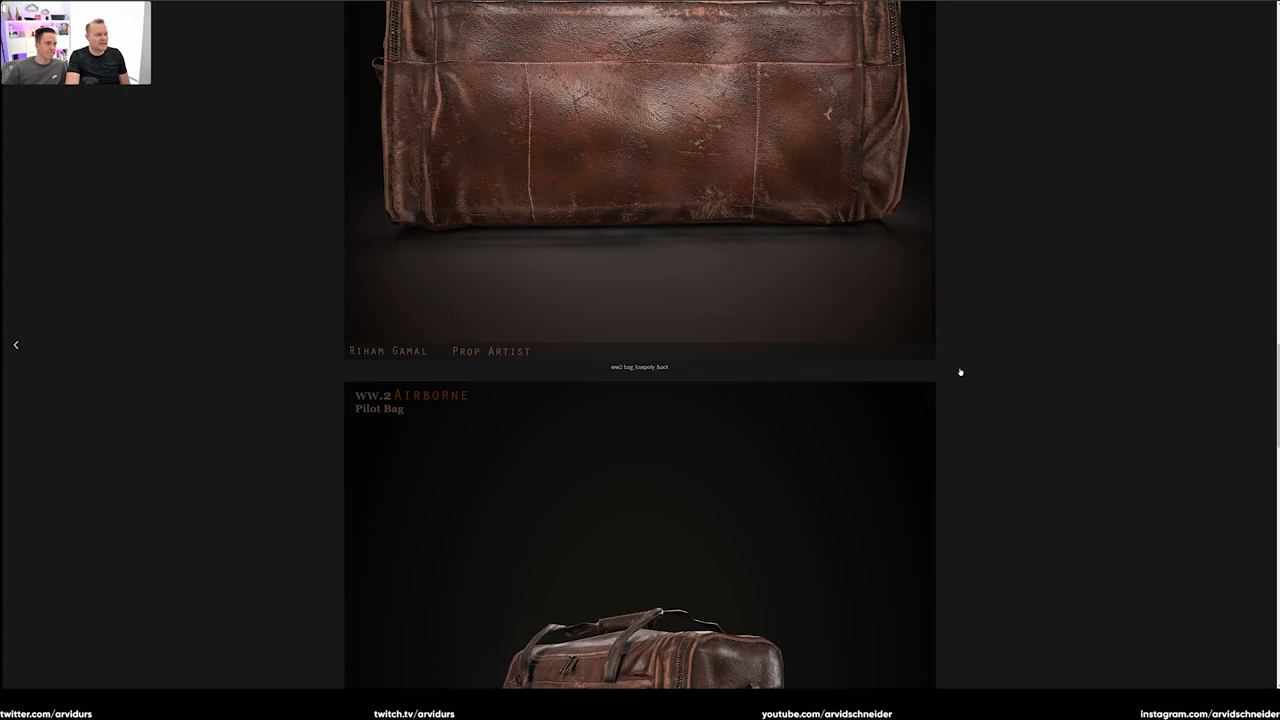 RIHAM GAMAL PROP ARTIST
ww2 bag_lowpoly_back
WW.2 AIRBORNE
Pilot Bag
twitter.com/arvidurs twitch.tv/arvidurs youtube.com/arvidschneider instagram.com/arvidschneider